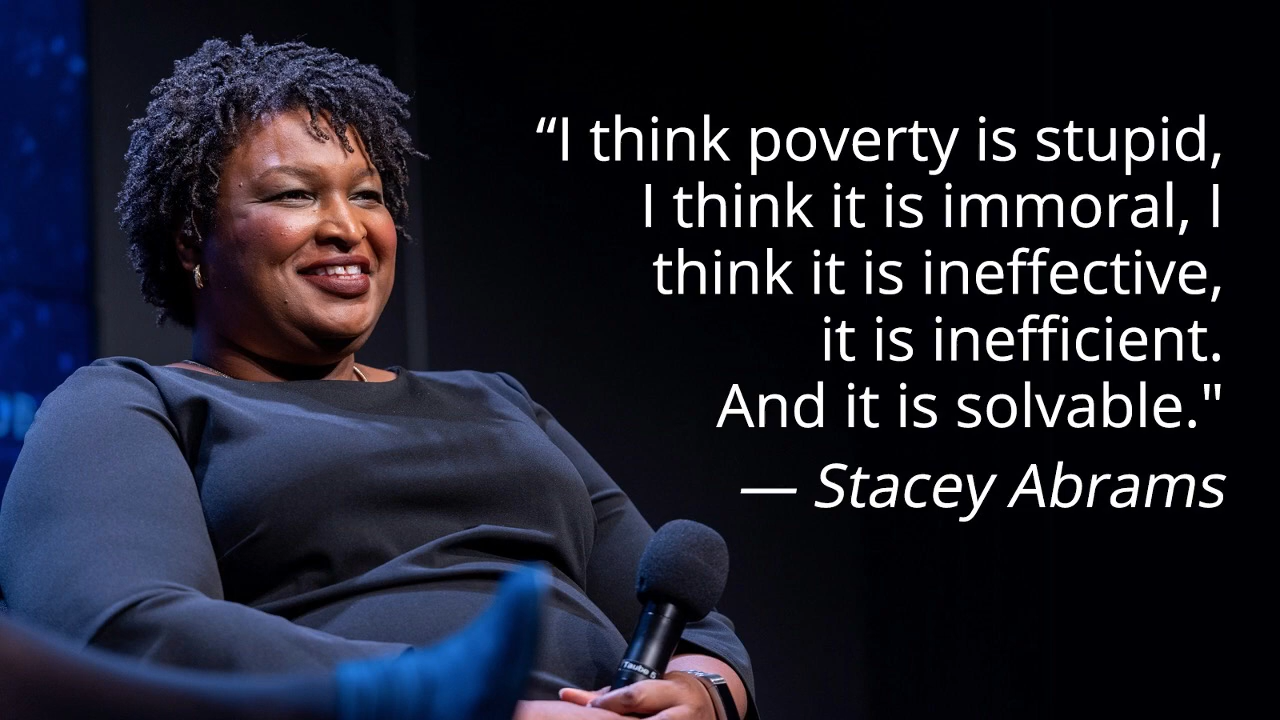 “I think poverty is stupid,
I think it is immoral, I
think it is ineffective,
it is inefficient.
And it is solvable."
— Stacey Abrams
Taube